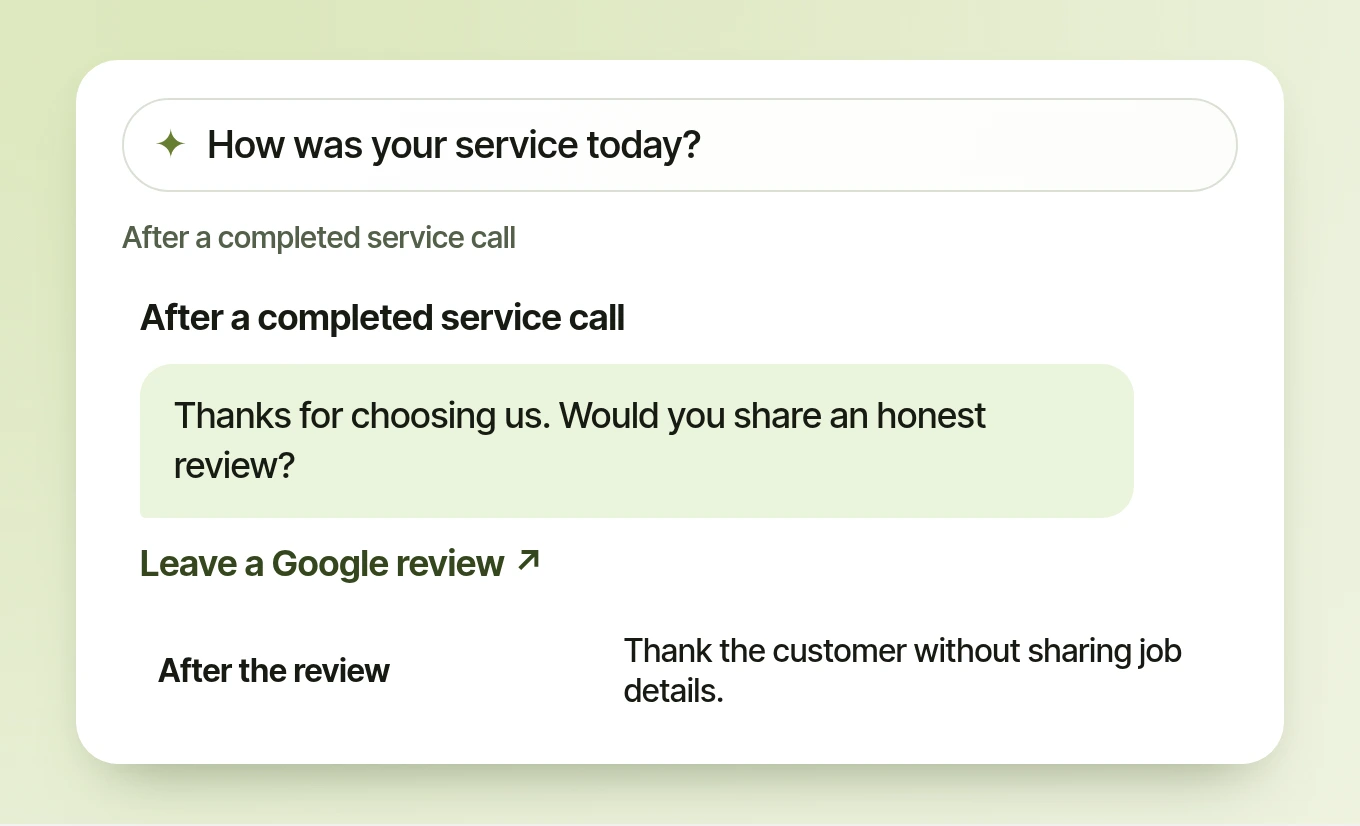 How was your service today?
After a completed service call
After a completed service call
Thanks for choosing us. Would you share an honest
review?
Leave a Google review ↗
After the review
Thank the customer without sharing job
details.